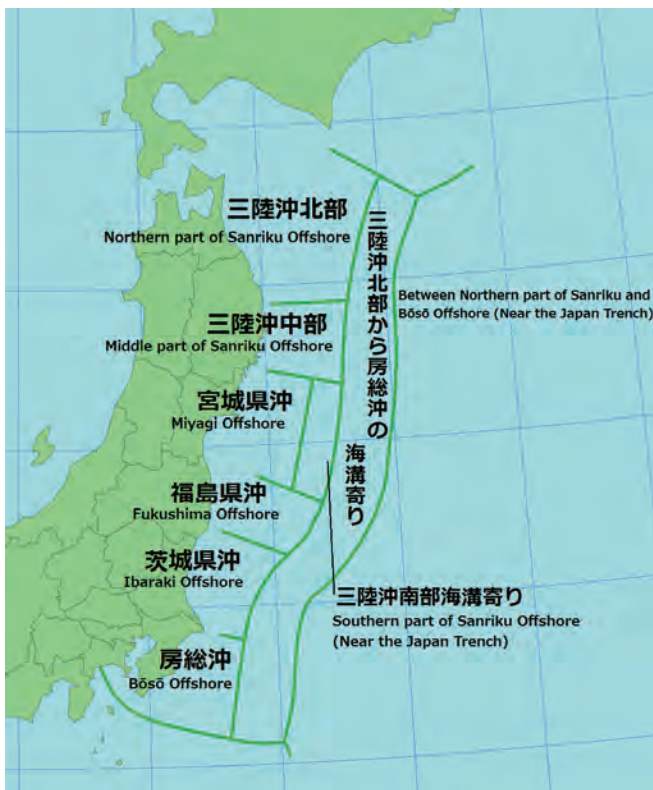 三陸沖北部
Northern part of Sanriku Offshore
三陸沖北部から房総沖の
海溝寄り
Between Northern part of Sanriku and
Bōsō Offshore (Near the Japan Trench)
三陸沖中部
Middle part of Sanriku Offshore
宮城県沖
Miyagi Offshore
福島県沖
Fukushima Offshore
茨城県沖
Ibaraki Offshore
三陸沖南部海溝寄り
Southern part of Sanriku Offshore
(Near the Japan Trench)
房総沖
Bōsō Offshore